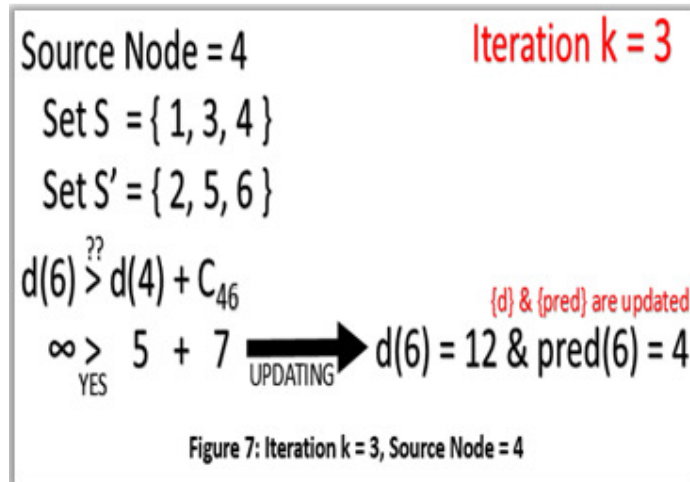 Source Node = 4
Iteration k = 3
Set S = { 1, 3, 4 }
Set S’ = { 2, 5, 6 }
??
d(6) > d(4) + C₄₆
{d} & {pred} are updated
∞ > 5 + 7 d(6) = 12 & pred(6) = 4
YES UPDATING
Figure 7: Iteration k = 3, Source Node = 4